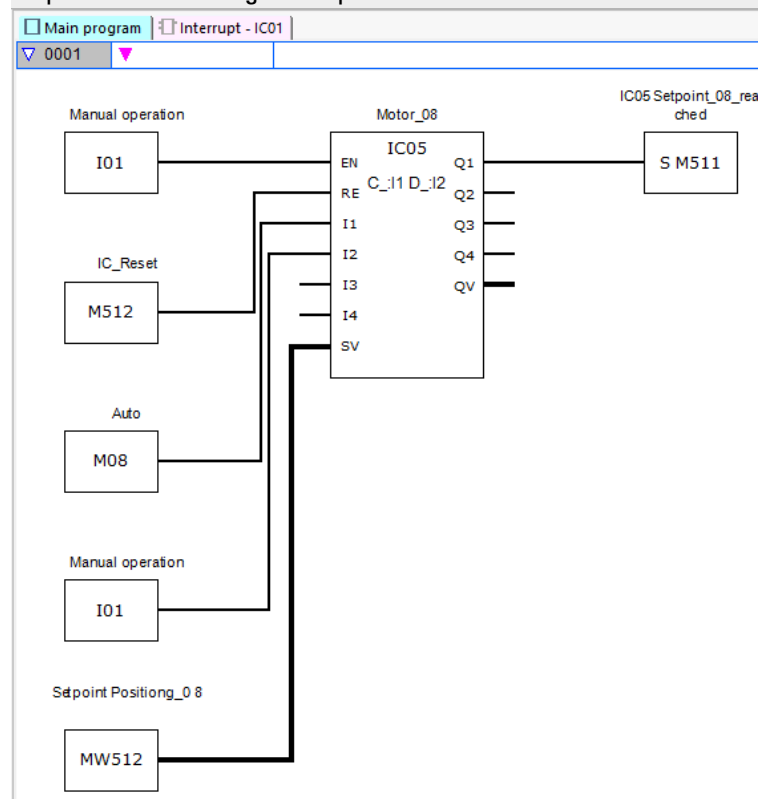 Main program
Interrupt - IC01
0001
Manual operation
I01
Motor_08
IC05
C_:I1 D_:I2
EN
RE
I1
I2
I3
I4
SV
Q1
Q2
Q3
Q4
QV
IC05 Setpoint_08_rea
ched
S M511
IC_Reset
M512
Auto
M08
Manual operation
I01
Setpoint Positiong_0 8
MW512